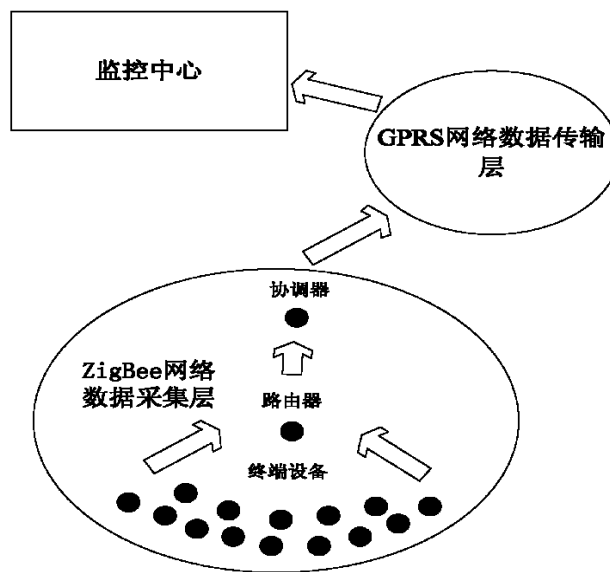 监控中心
GPRS网络数据传输
层
协调器
ZigBee网络
数据采集层
路由器
终端设备